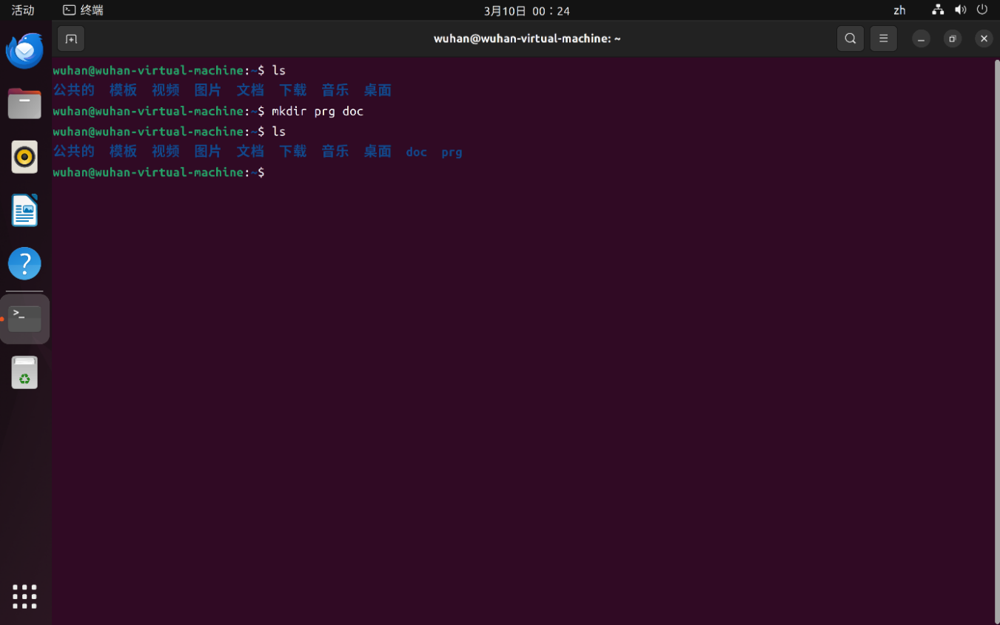 活动 终端 3月10日 00：24 zh
wuhan@wuhan-virtual-machine: ~
wuhan@wuhan-virtual-machine:~$ ls
公共的 模板 视频 图片 文档 下载 音乐 桌面
wuhan@wuhan-virtual-machine:~$ mkdir prg doc
wuhan@wuhan-virtual-machine:~$ ls
公共的 模板 视频 图片 文档 下载 音乐 桌面 doc prg
wuhan@wuhan-virtual-machine:~$